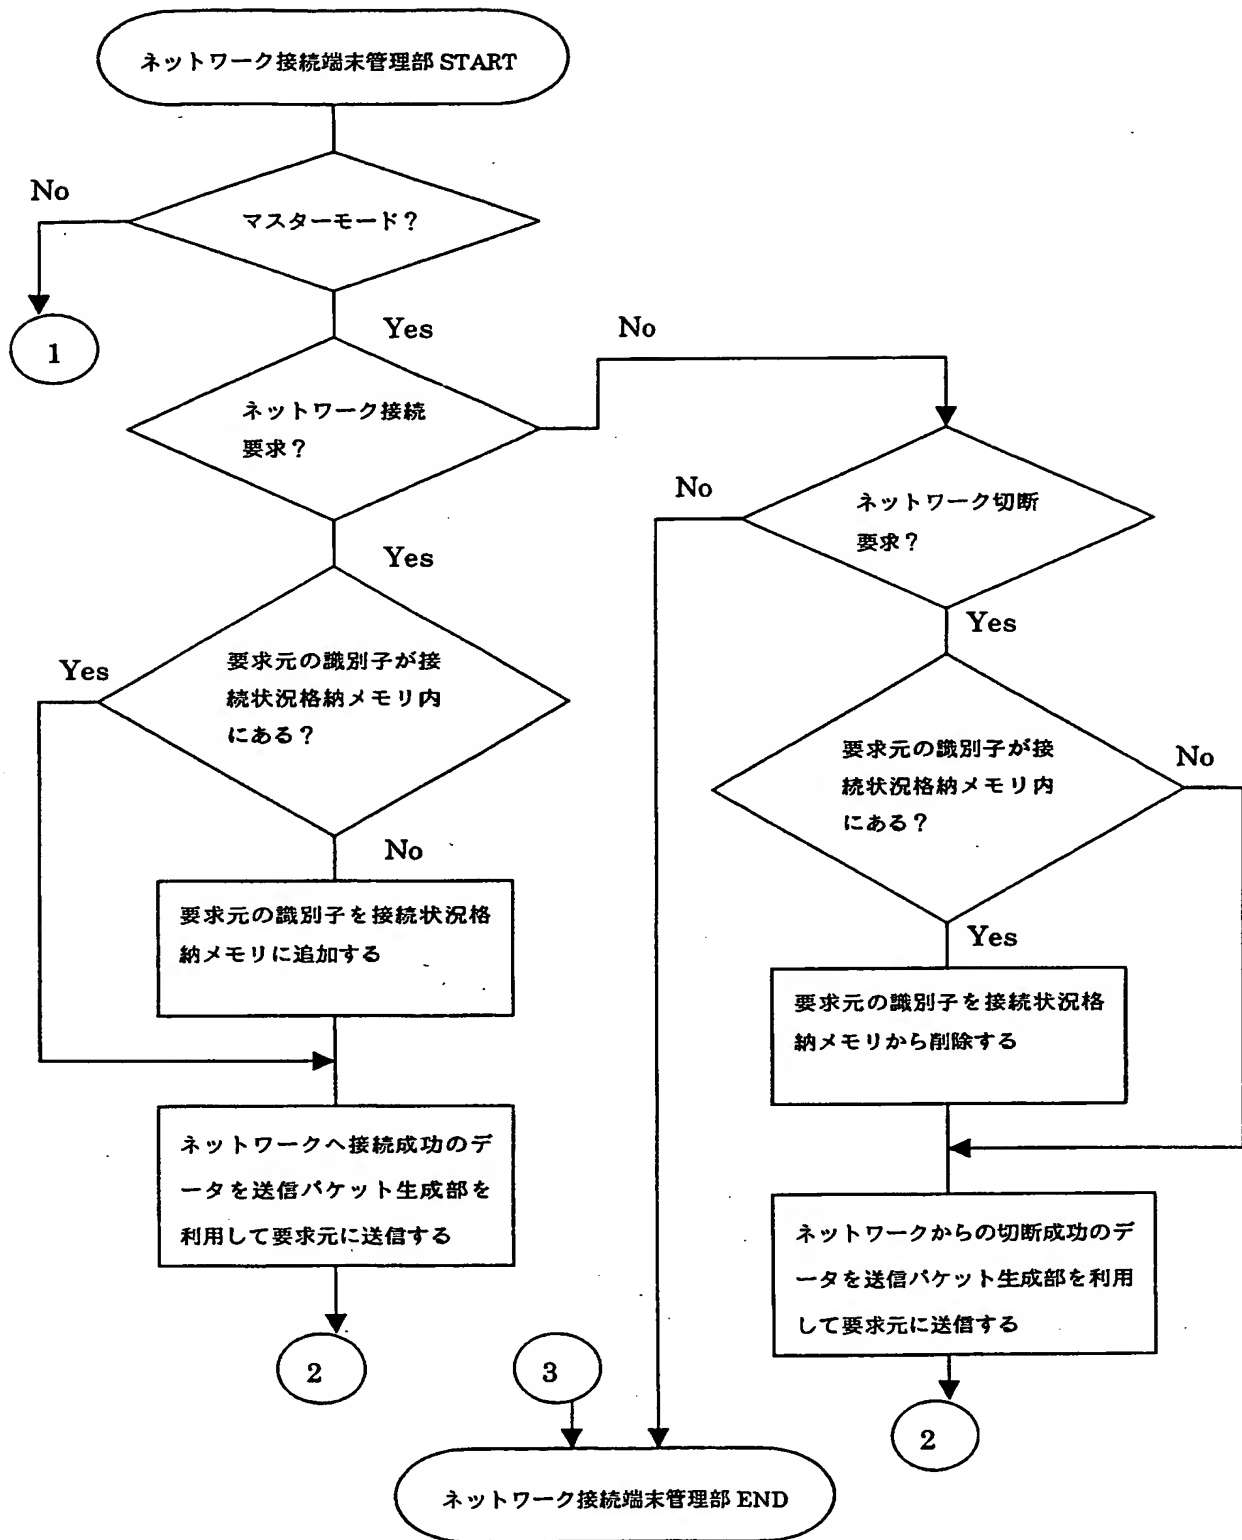 ネットワーク接続端末管理部 START
No
マスターモード?
1
Yes
No
ネットワーク接続
要求?
No
ネットワーク切断
要求?
Yes
Yes
Yes
要求元の識別子が接
続状況格納メモリ内
にある?
要求元の識別子が接
続状況格納メモリ内
にある?
No
No
要求元の識別子を接続状況格
納メモリに追加する
Yes
要求元の識別子を接続状況格
納メモリから削除する
ネットワークへ接続成功のデ
ータを送信パケット生成部を
利用して要求元に送信する
ネットワークからの切断成功のデ
ータを送信パケット生成部を利用
して要求元に送信する
2
3
2
ネットワーク接続端末管理部 END